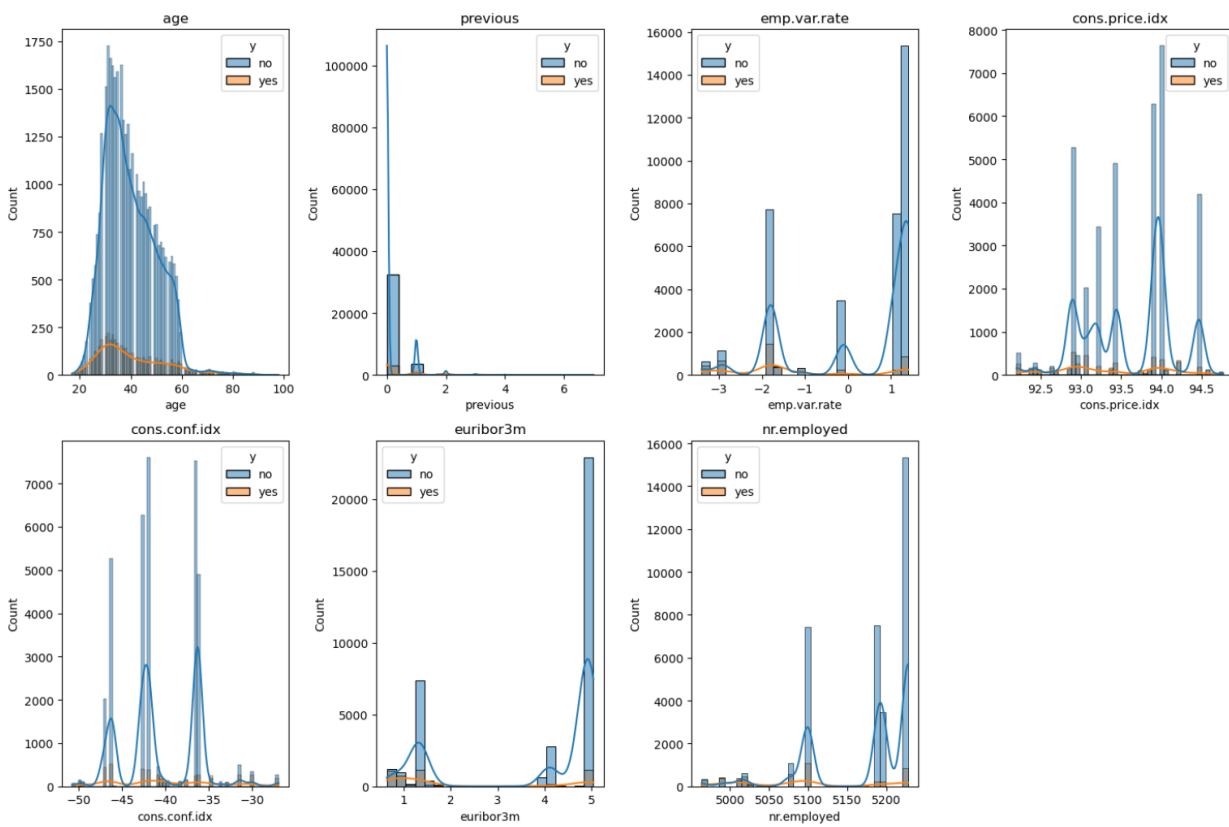 age
1750
1500
1250
1000
750
500
250
0
Count
20 40 60 80 100
age
y
no
yes
previous
100000
80000
60000
40000
20000
0
Count
0 2 4 6
previous
y
no
yes
emp.var.rate
16000
14000
12000
10000
8000
6000
4000
2000
0
Count
−3 −2 −1 0 1
emp.var.rate
y
no
yes
cons.price.idx
8000
7000
6000
5000
4000
3000
2000
1000
0
Count
92.5 93.0 93.5 94.0 94.5
cons.price.idx
y
no
yes
cons.conf.idx
7000
6000
5000
4000
3000
2000
1000
0
Count
−50 −45 −40 −35 −30
cons.conf.idx
y
no
yes
euribor3m
20000
15000
10000
5000
0
Count
1 2 3 4 5
euribor3m
y
no
yes
nr.employed
16000
14000
12000
10000
8000
6000
4000
2000
0
Count
5000 5050 5100 5150 5200
nr.employed
y
no
yes